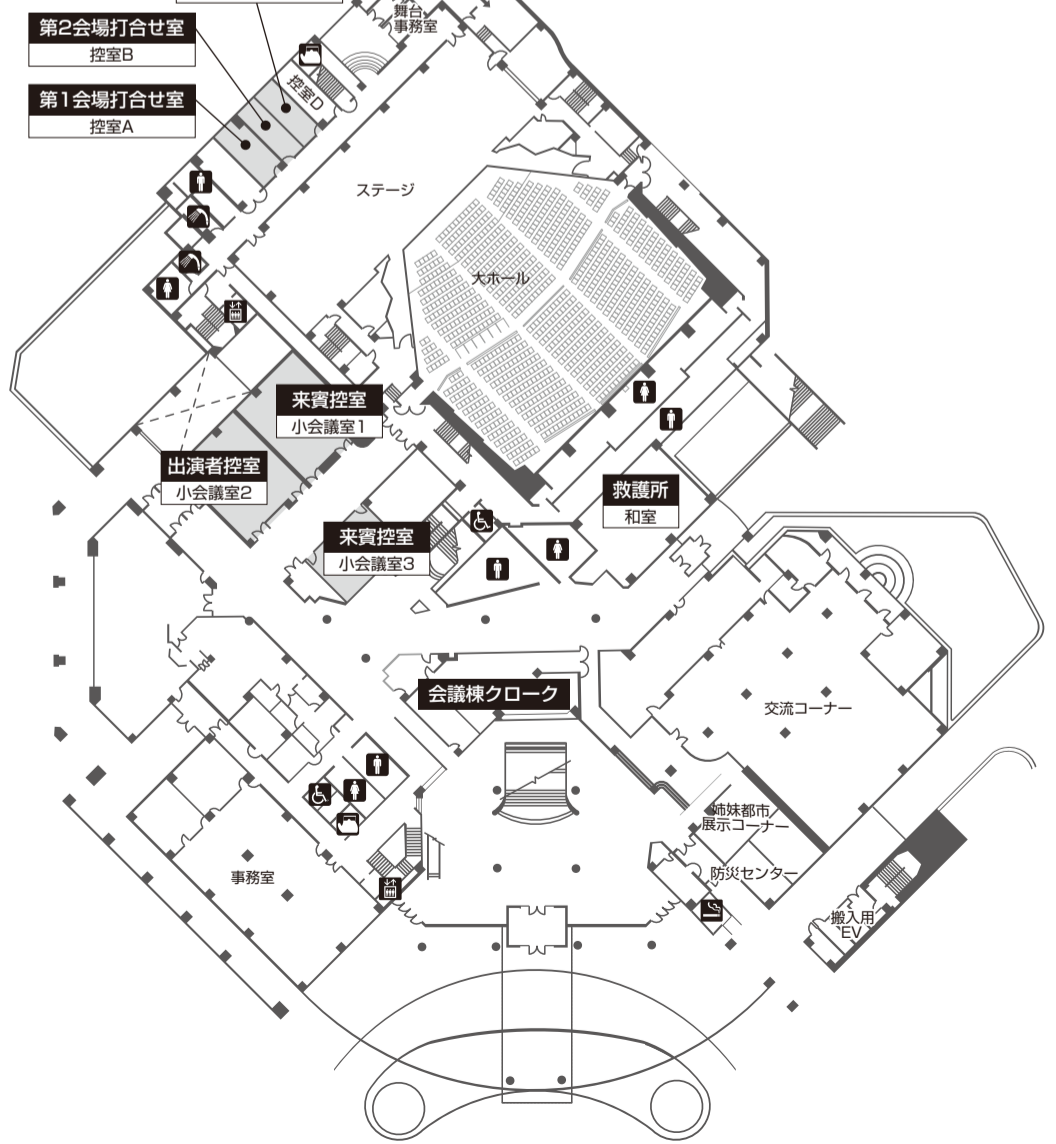 舞台
事務室
第2会場打合せ室
控室B
控室D
第1会場打合せ室
控室A
ステージ
大ホール
来賓控室
小会議室1
出演者控室
小会議室2
救護所
和室
来賓控室
小会議室3
会議棟クローク
交流コーナー
姉妹都市
展示コーナー
防災センター
事務室
搬入用
EV